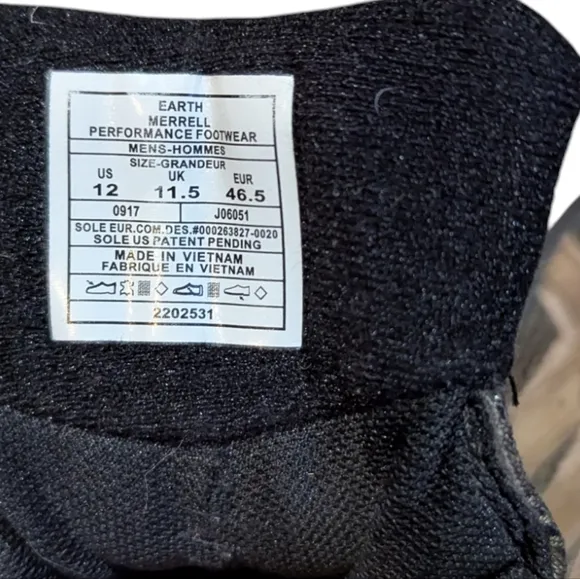 EARTH
MERRELL
PERFORMANCE FOOTWEAR
MENS-HOMMES
SIZE-GRANDEUR
US UK EUR
12 11.5 46.5
0917 J06051
SOLE EUR.COM.DES.#000263827-0020
SOLE US PATENT PENDING
MADE IN VIETNAM
FABRIQUE EN VIETNAM
2202531